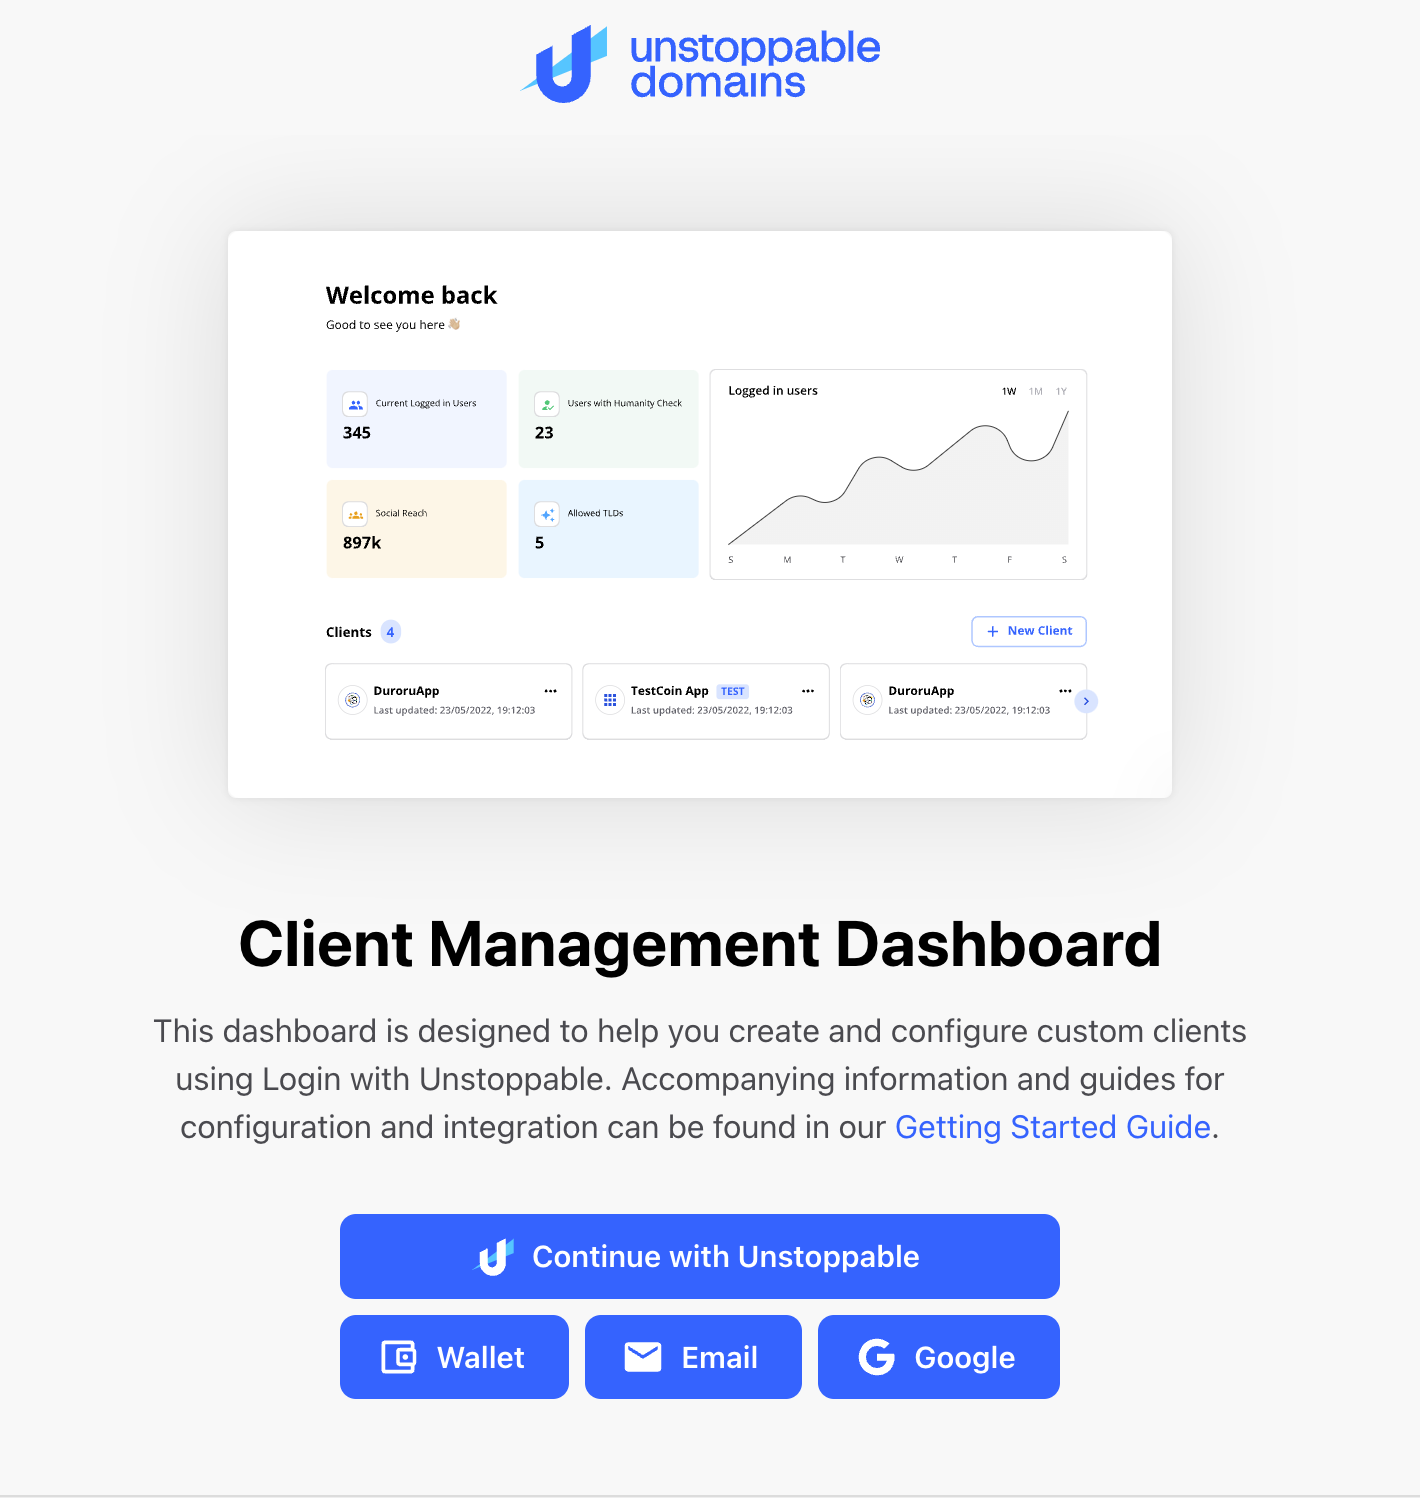 unstoppable
domains
Welcome back
Good to see you here 👋🏼
Current Logged in Users
345
Users with Humanity Check
23
Social Reach
897k
Allowed TLDs
5
Logged in users
1W 1M 1Y
S M T W T F S
Clients 4
+ New Client
DuroruApp
Last updated: 23/05/2022, 19:12:03
TestCoin App TEST
Last updated: 23/05/2022, 19:12:03
DuroruApp
Last updated: 23/05/2022, 19:12:03
Client Management Dashboard
This dashboard is designed to help you create and configure custom clients
using Login with Unstoppable. Accompanying information and guides for
configuration and integration can be found in our Getting Started Guide.
Continue with Unstoppable
Wallet
Email
Google